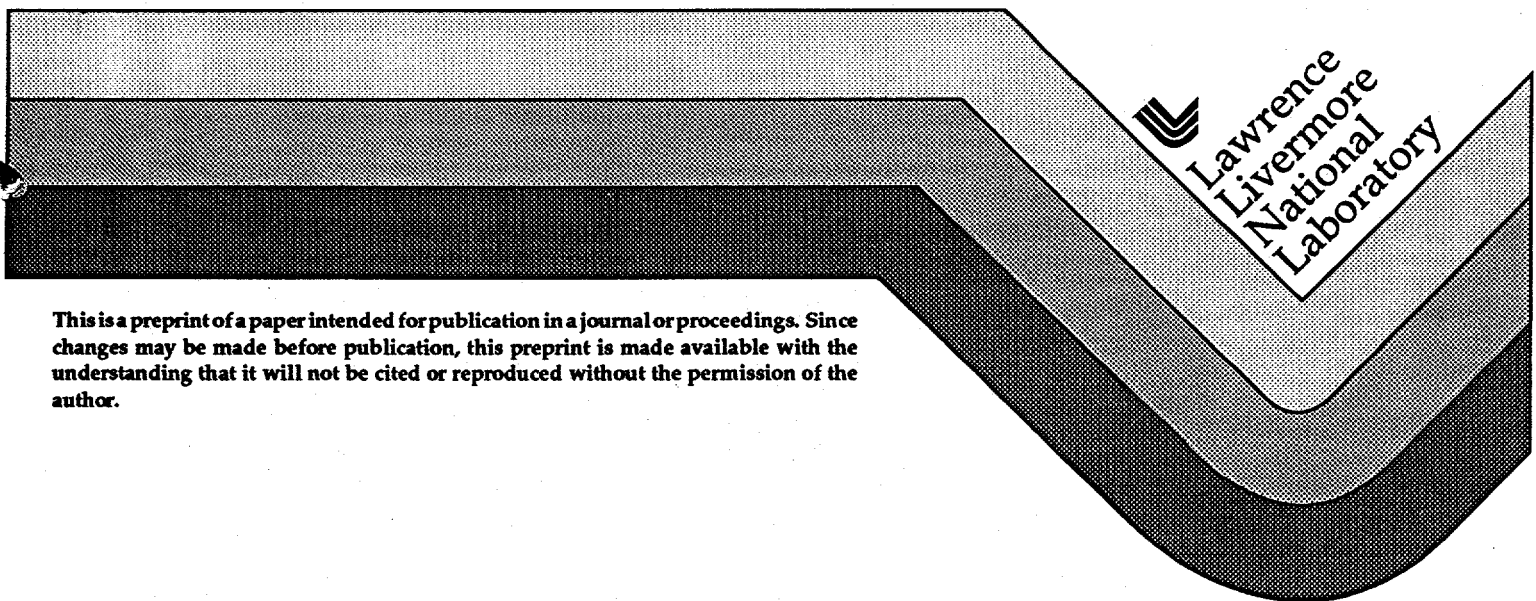 Lawrence
Livermore
National
Laboratory
This is a preprint of a paper intended for publication in a journal or proceedings. Since
changes may be made before publication, this preprint is made available with the
understanding that it will not be cited or reproduced without the permission of the
author.